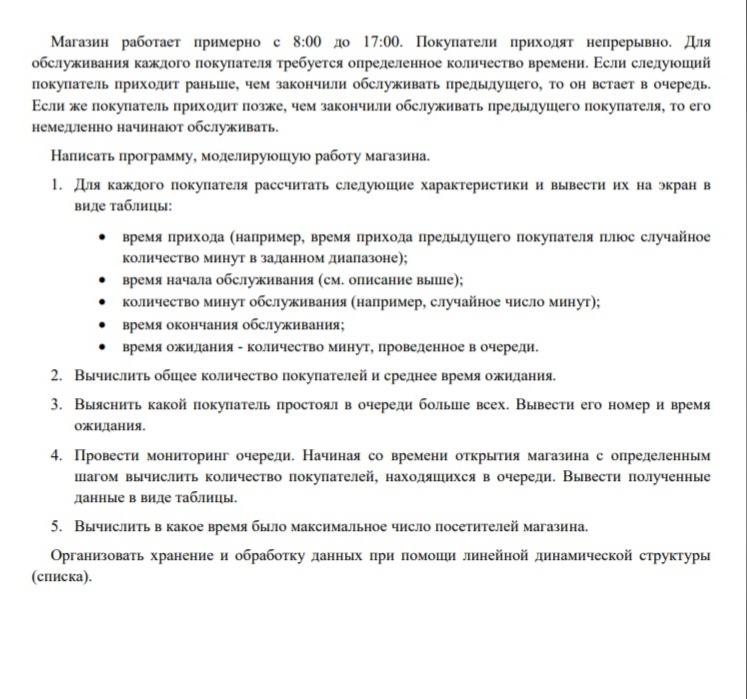 Магазин работает примерно с 8:00 до 17:00. Покупатели приходят непрерывно. Для
обслуживания каждого покупателя требуется определенное количество времени. Если следующий
покупатель приходит раньше, чем закончили обслуживать предыдущего, то он встает в очередь.
Если же покупатель приходит позже, чем закончили обслуживать предыдущего покупателя, то его
немедленно начинают обслуживать.
Написать программу, моделирующую работу магазина.
1. Для каждого покупателя рассчитать следующие характеристики и вывести их на экран в
виде таблицы:
• время прихода (например, время прихода предыдущего покупателя плюс случайное
количество минут в заданном диапазоне);
• время начала обслуживания (см. описание выше);
• количество минут обслуживания (например, случайное число минут);
• время окончания обслуживания;
• время ожидания - количество минут, проведенное в очереди.
2. Вычислить общее количество покупателей и среднее время ожидания.
3. Выяснить какой покупатель простоял в очереди больше всех. Вывести его номер и время
ожидания.
4. Провести мониторинг очереди. Начиная со времени открытия магазина с определенным
шагом вычислить количество покупателей, находящихся в очереди. Вывести полученные
данные в виде таблицы.
5. Вычислить в какое время было максимальное число посетителей магазина.
Организовать хранение и обработку данных при помощи линейной динамической структуры
(списка).